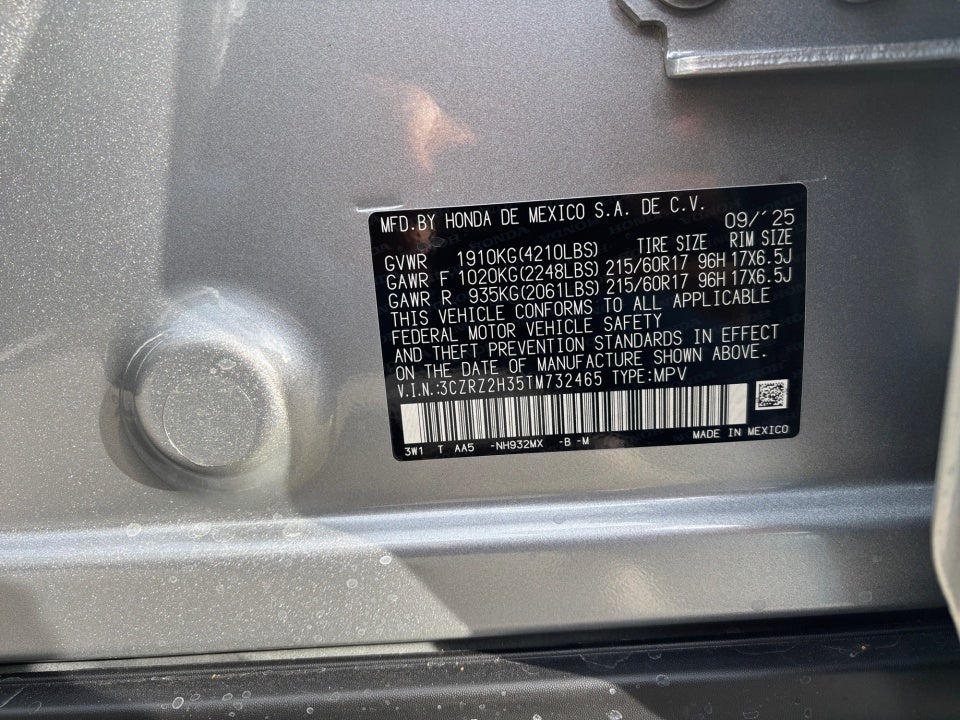 MFD.BY HONDA DE MEXICO S.A. DE C.V.
09/´25
GVWR 1910KG(4210LBS) TIRE SIZE RIM SIZE
GAWR F 1020KG(2248LBS) 215/60R17 96H 17X6.5J
GAWR R 935KG(2061LBS) 215/60R17 96H 17X6.5J
THIS VEHICLE CONFORMS TO ALL APPLICABLE
FEDERAL MOTOR VEHICLE SAFETY
AND THEFT PREVENTION STANDARDS IN EFFECT
ON THE DATE OF MANUFACTURE SHOWN ABOVE.
V.I.N.:3CZRZ2H35TM732465 TYPE:MPV
3W1 T AA5 -NH932MX -B -M MADE IN MEXICO